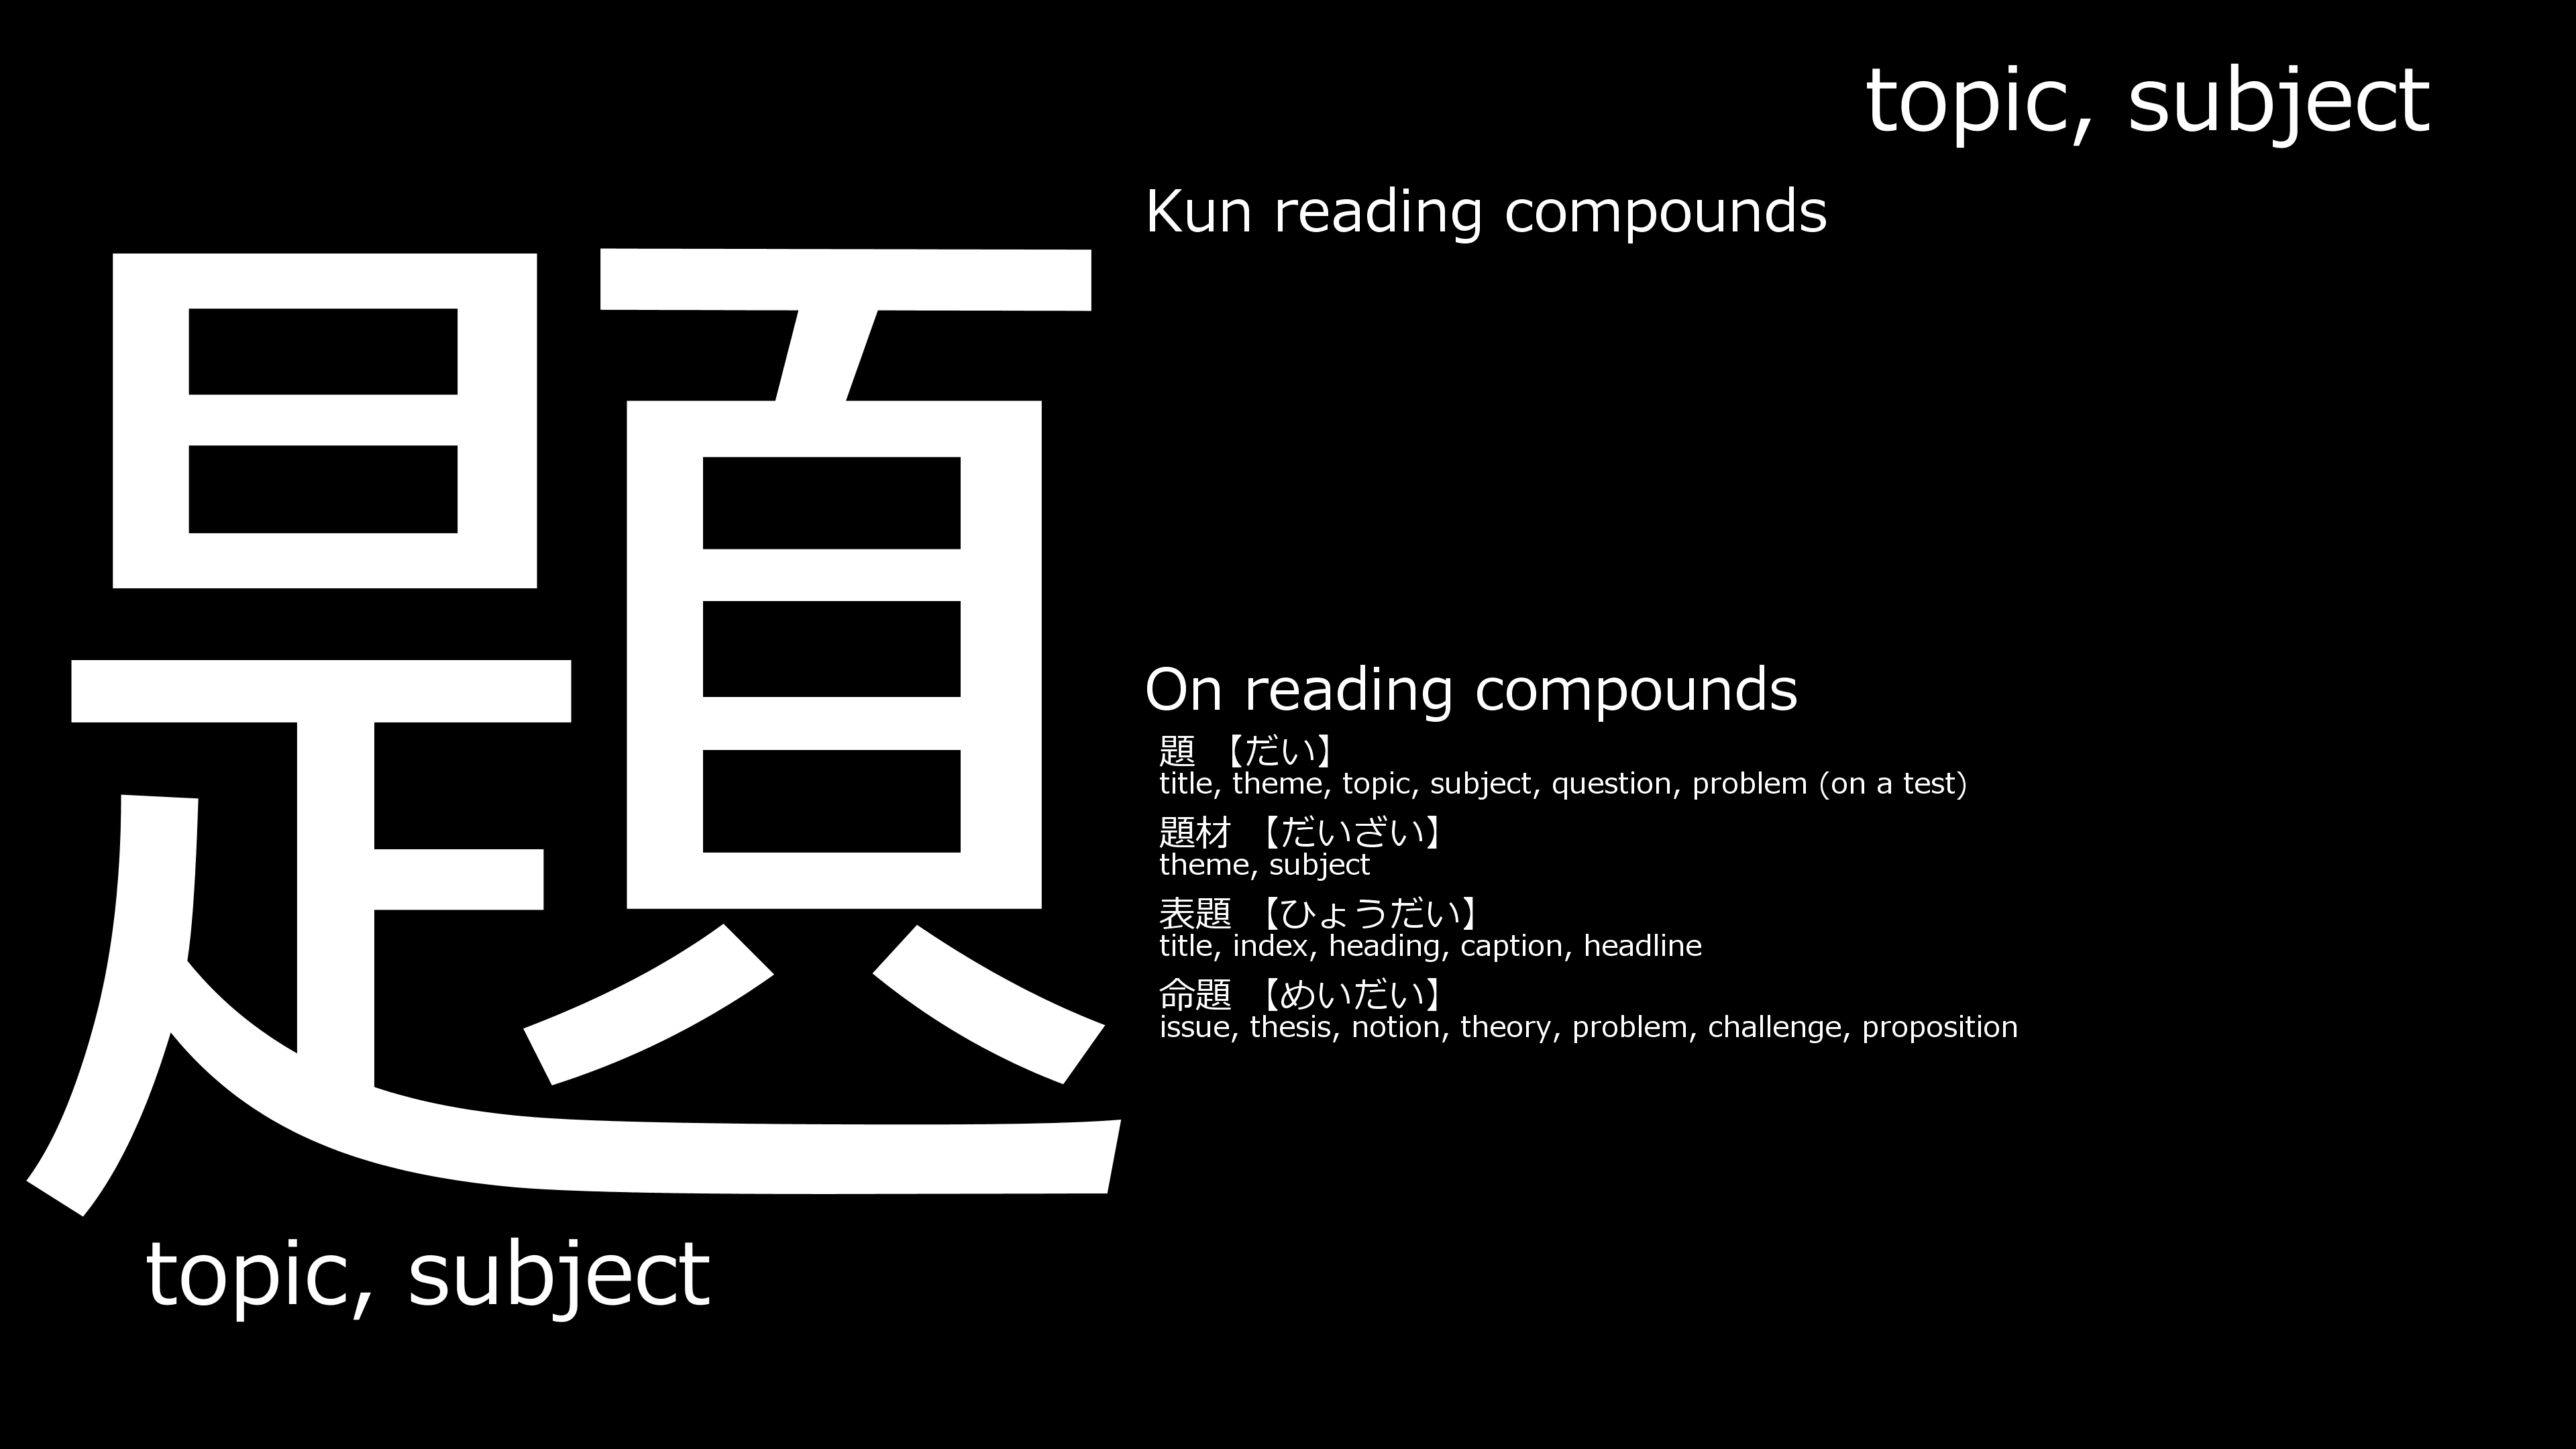 topic, subject
Kun reading compounds
題
On reading compounds
題 【だい】
title, theme, topic, subject, question, problem (on a test)
題材 【だいざい】
theme, subject
表題 【ひょうだい】
title, index, heading, caption, headline
命題 【めいだい】
issue, thesis, notion, theory, problem, challenge, proposition
topic, subject